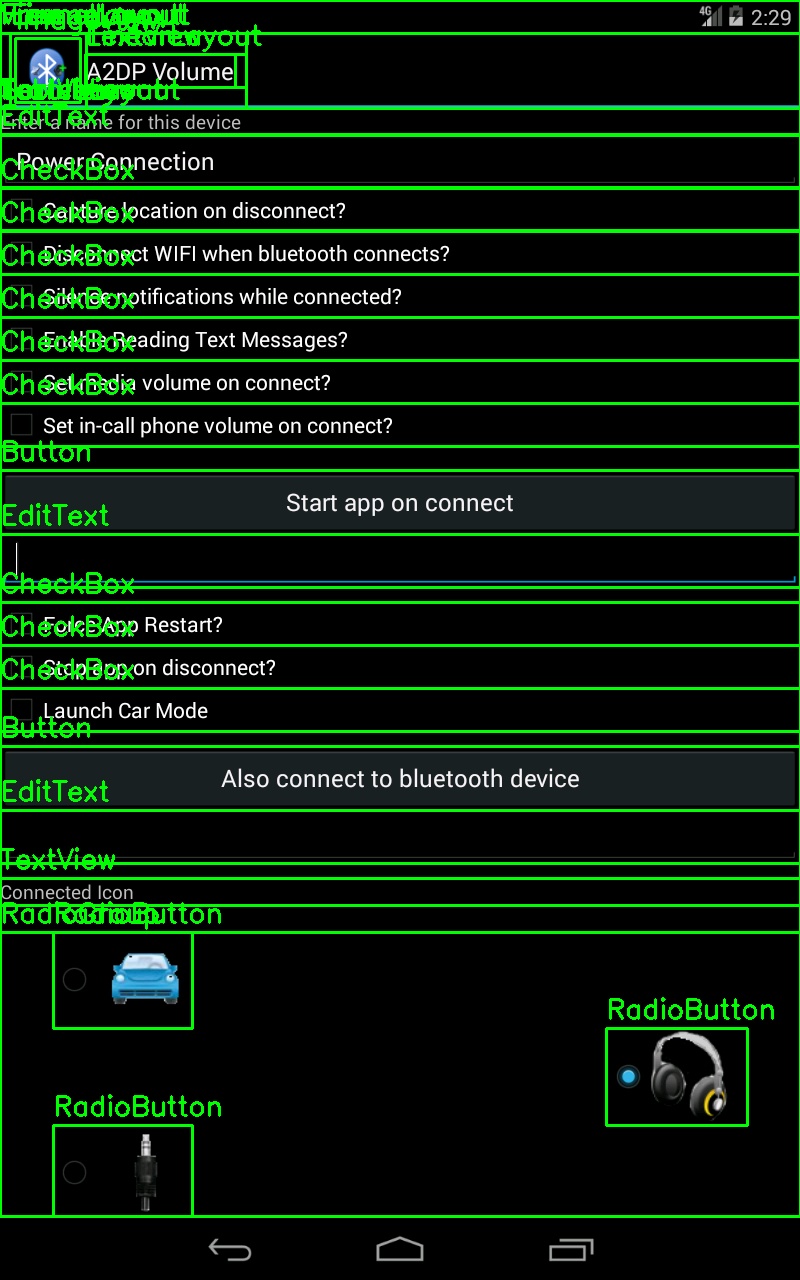 4G 2:29
A2DP Volume
EditText
Enter a name for this device
Power Connection
CheckBox
Capture location on disconnect?
CheckBox
Disconnect WIFI when bluetooth connects?
CheckBox
Silence notifications while connected?
CheckBox
Enable Reading Text Messages?
CheckBox
Set media volume on connect?
CheckBox
Set in-call phone volume on connect?
Button
Start app on connect
EditText
CheckBox
Force App Restart?
CheckBox
Stop app on disconnect?
CheckBox
Launch Car Mode
Button
Also connect to bluetooth device
EditText
TextView
Connected Icon
RadioGroup
RadioButton
RadioButton
RadioButton